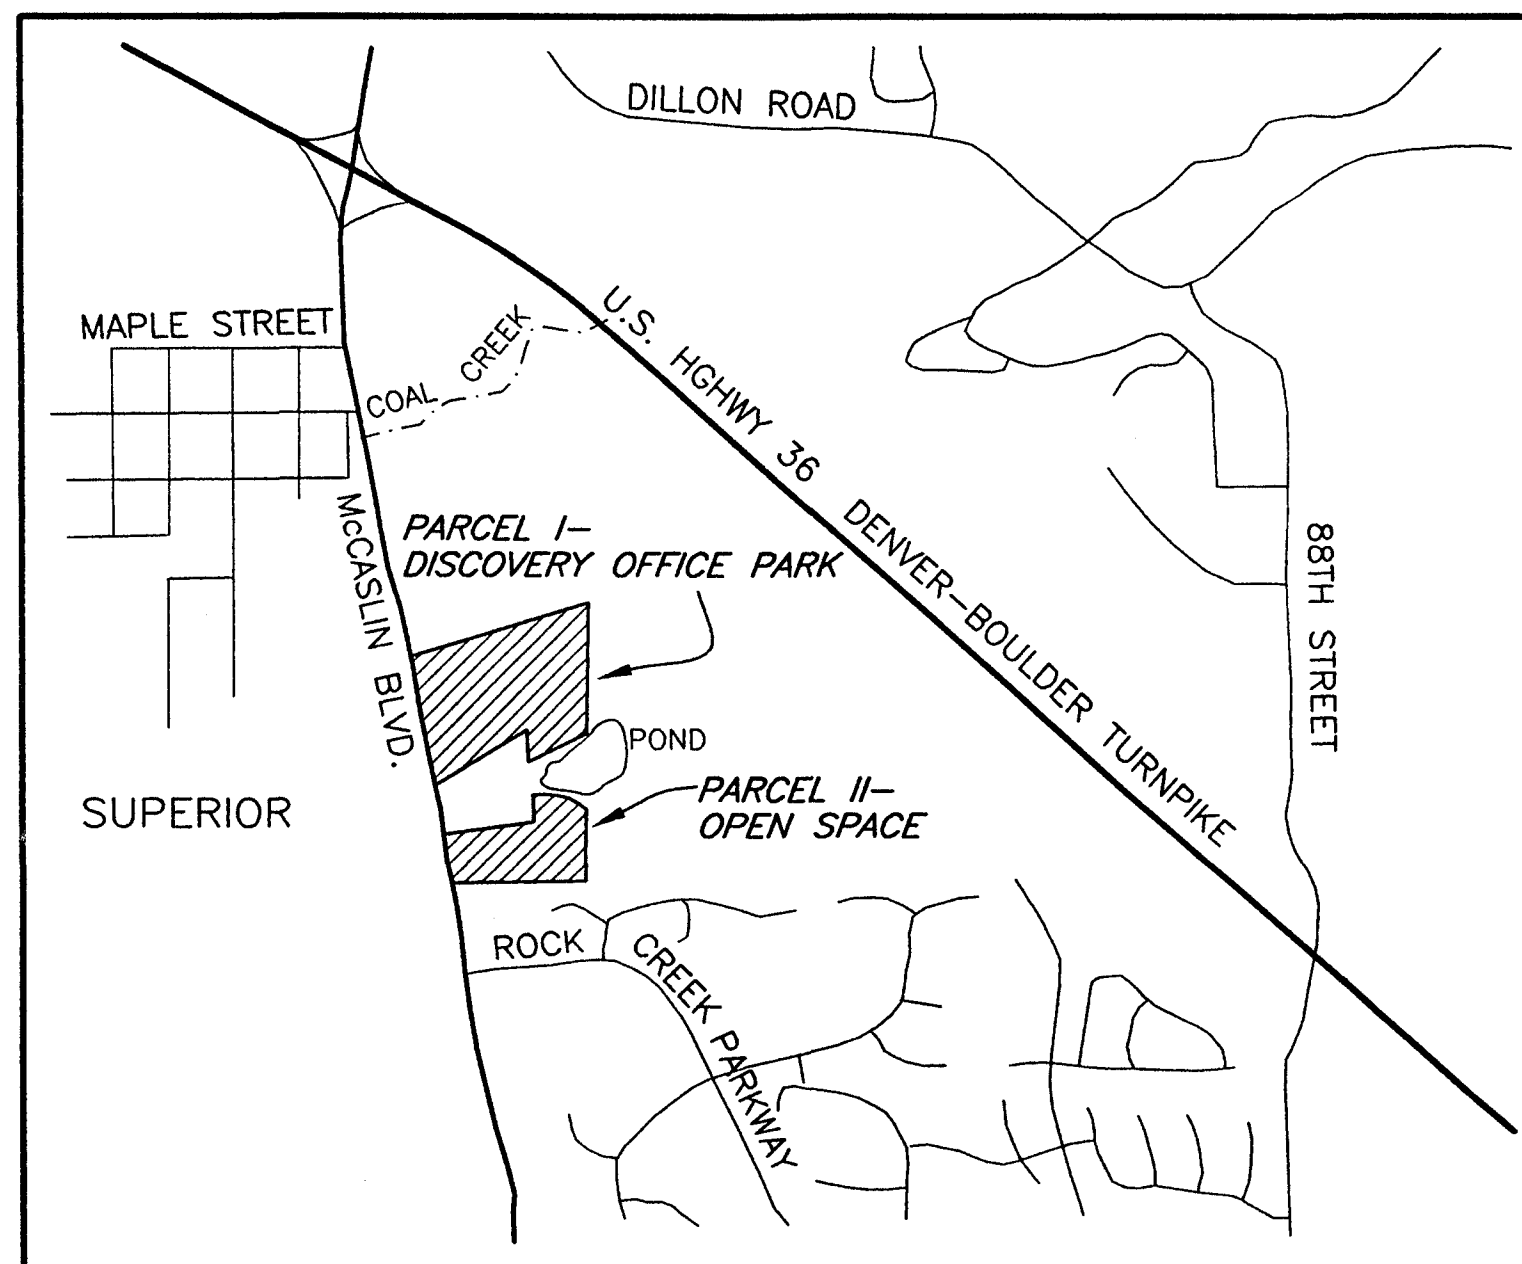 DILLON ROAD
MAPLE STREET
COAL CREEK
U.S. HGHWY 36 DENVER-BOULDER TURNPIKE
McCASLIN BLVD.
PARCEL I-
DISCOVERY OFFICE PARK
88TH STREET
POND
PARCEL II-
OPEN SPACE
SUPERIOR
ROCK CREEK PARKWAY